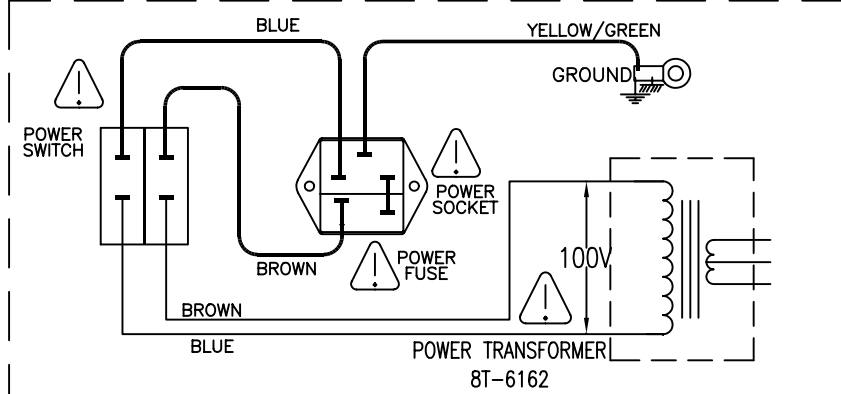 BLUE
YELLOW/GREEN
GROUND
POWER
SWITCH
POWER
SOCKET
BROWN
POWER
FUSE
100V
BROWN
BLUE
POWER TRANSFORMER
8T-6162